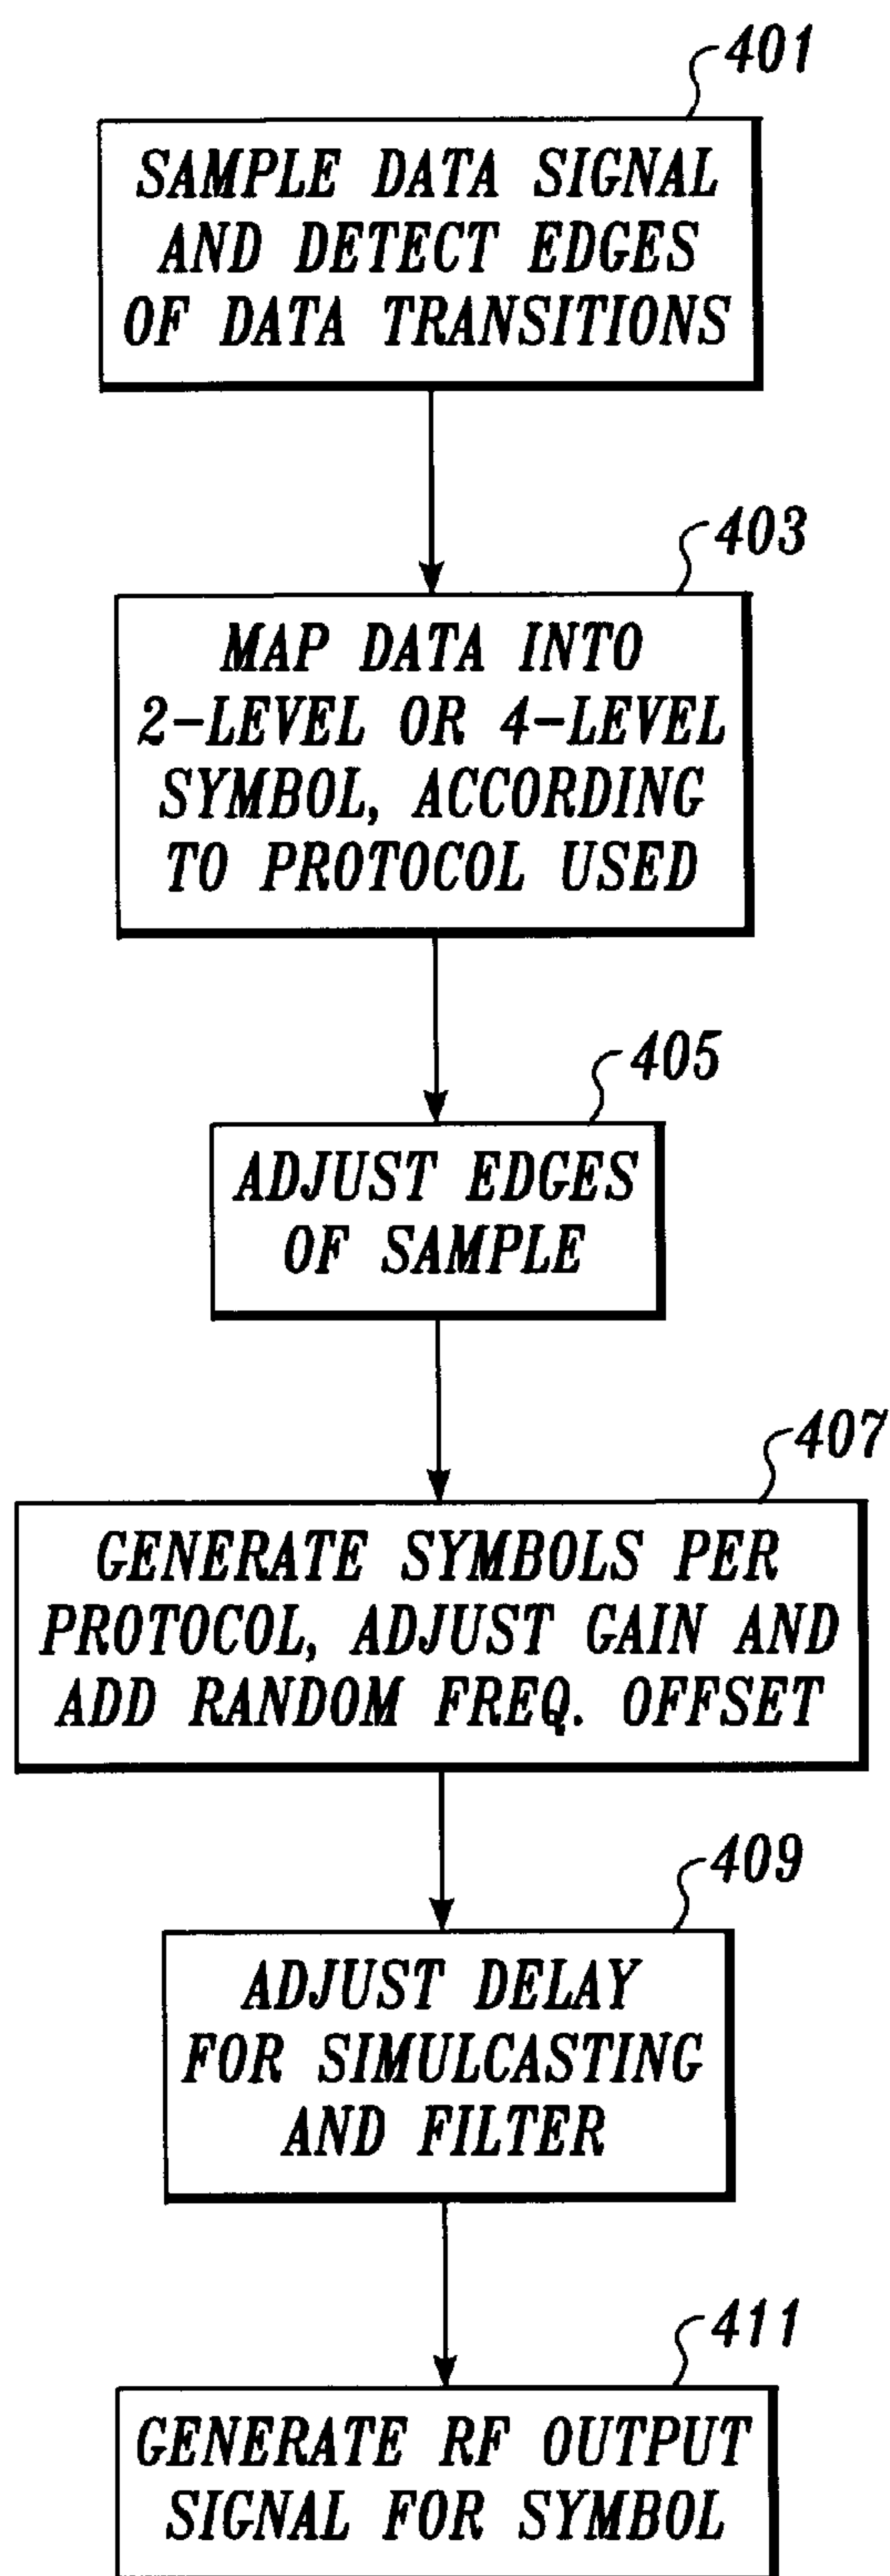 401
SAMPLE DATA SIGNAL
AND DETECT EDGES
OF DATA TRANSITIONS
403
MAP DATA INTO
2-LEVEL OR 4-LEVEL
SYMBOL, ACCORDING
TO PROTOCOL USED
405
ADJUST EDGES
OF SAMPLE
407
GENERATE SYMBOLS PER
PROTOCOL, ADJUST GAIN AND
ADD RANDOM FREQ. OFFSET
409
ADJUST DELAY
FOR SIMULCASTING
AND FILTER
411
GENERATE RF OUTPUT
SIGNAL FOR SYMBOL